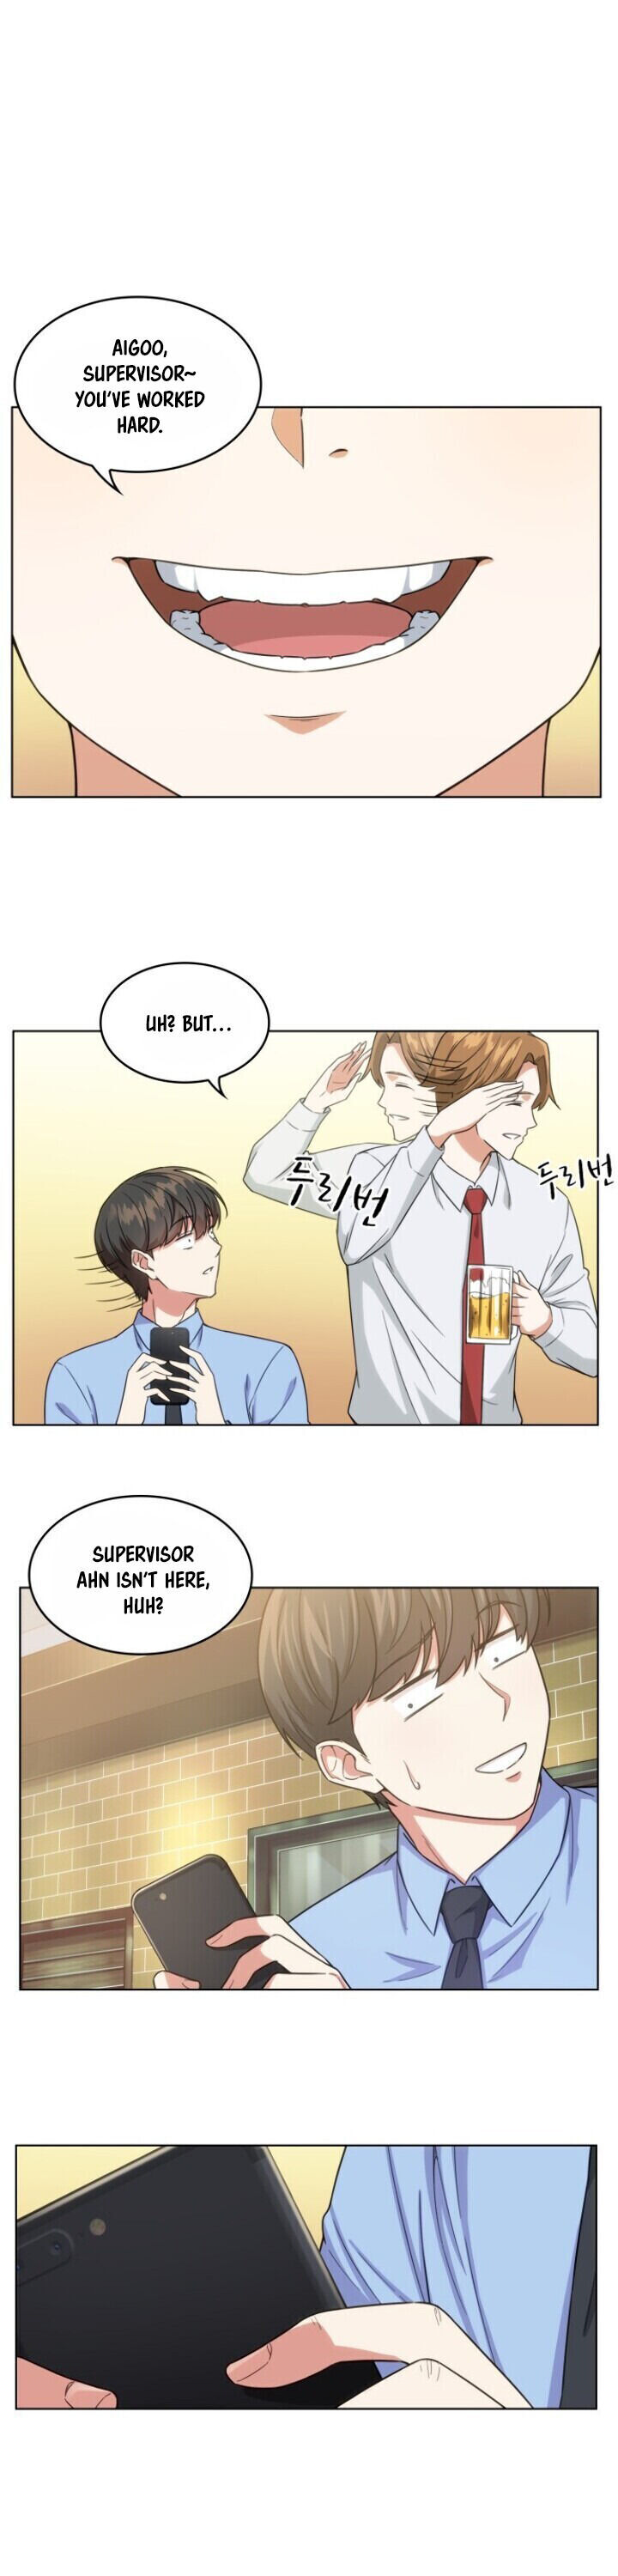 AIGOO,
SUPERVISOR~
YOU'VE WORKED
HARD.
UH? BUT...
두리번
두리번
SUPERVISOR
AHN ISN'T HERE,
HUH?